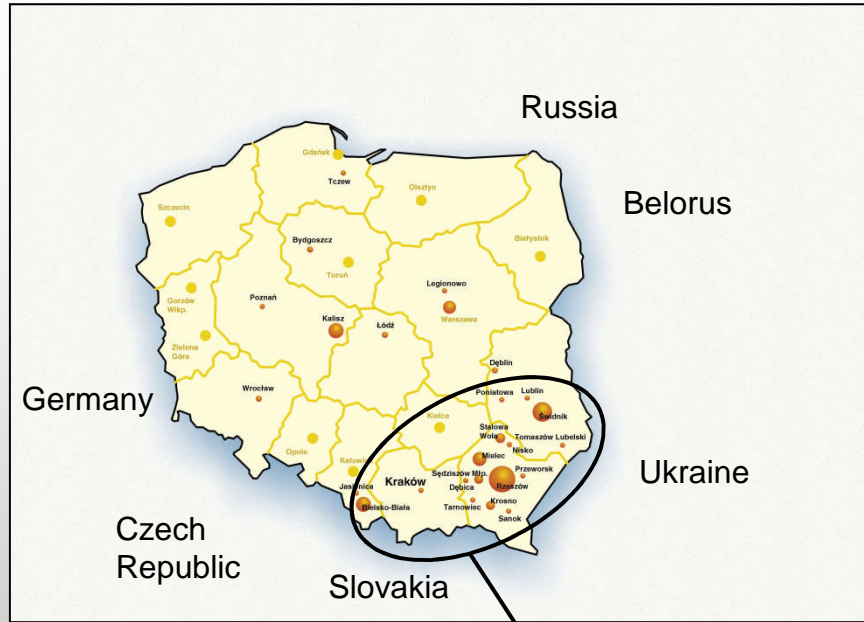 Russia
Gdańsk
Tczew
Olsztyn
Belorus
Szczecin
Bydgoszcz
Białystok
Toruń
Legionowo
Gorzów
Wlkp.
Poznań
Warszawa
Kalisz
Łódź
Zielona
Góra
Dęblin
Germany
Wrocław
Poniatowa
Lublin
Świdnik
Kielce
Stalowa
Wola
Tomaszów Lubelski
Nisko
Opole
Mielec
Katowice
Sędziszów Młp.
Przeworsk
Ukraine
Jasienica
Kraków
Dębica
Rzeszów
Bielsko-Biała
Tarnowiec
Krosno
Sanok
Czech
Republic
Slovakia